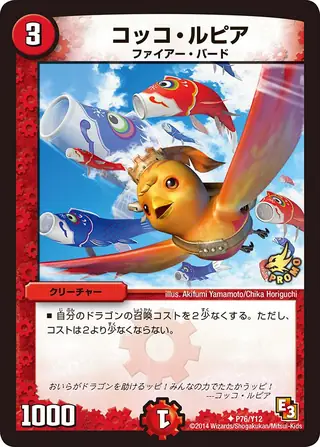 3
コッコ・ルピア
ファイアー・バード
PROMO
illus. Akifumi Yamamoto/Chika Horiguchi
クリーチャー
■ 自分のドラゴンの召喚コストを2少なくする。ただし、
コストは2より少なくならない。
おいらがドラゴンを助けるッピ！みんなの力でたたかうッピ！
---コッコ・ルピア
1000
1
P76/Y12
E3
©2014 Wizards/Shogakukan/Mitsui-Kids